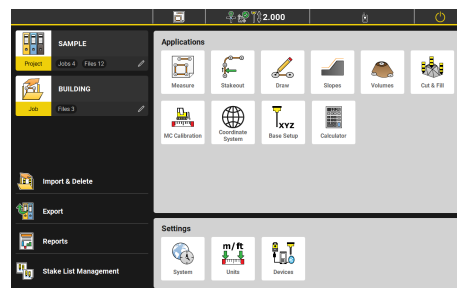 2.000
SAMPLE
Project
Jobs 4 Files 12
BUILDING
Job
Files 3
Import & Delete
Export
Reports
Stake List Management
Applications
Measure
Stakeout
Draw
Slopes
Volumes
Cut & Fill
MC Calibration
Coordinate
System
XYZ
Base Setup
Calculator
Settings
System
m/ft
Units
Devices